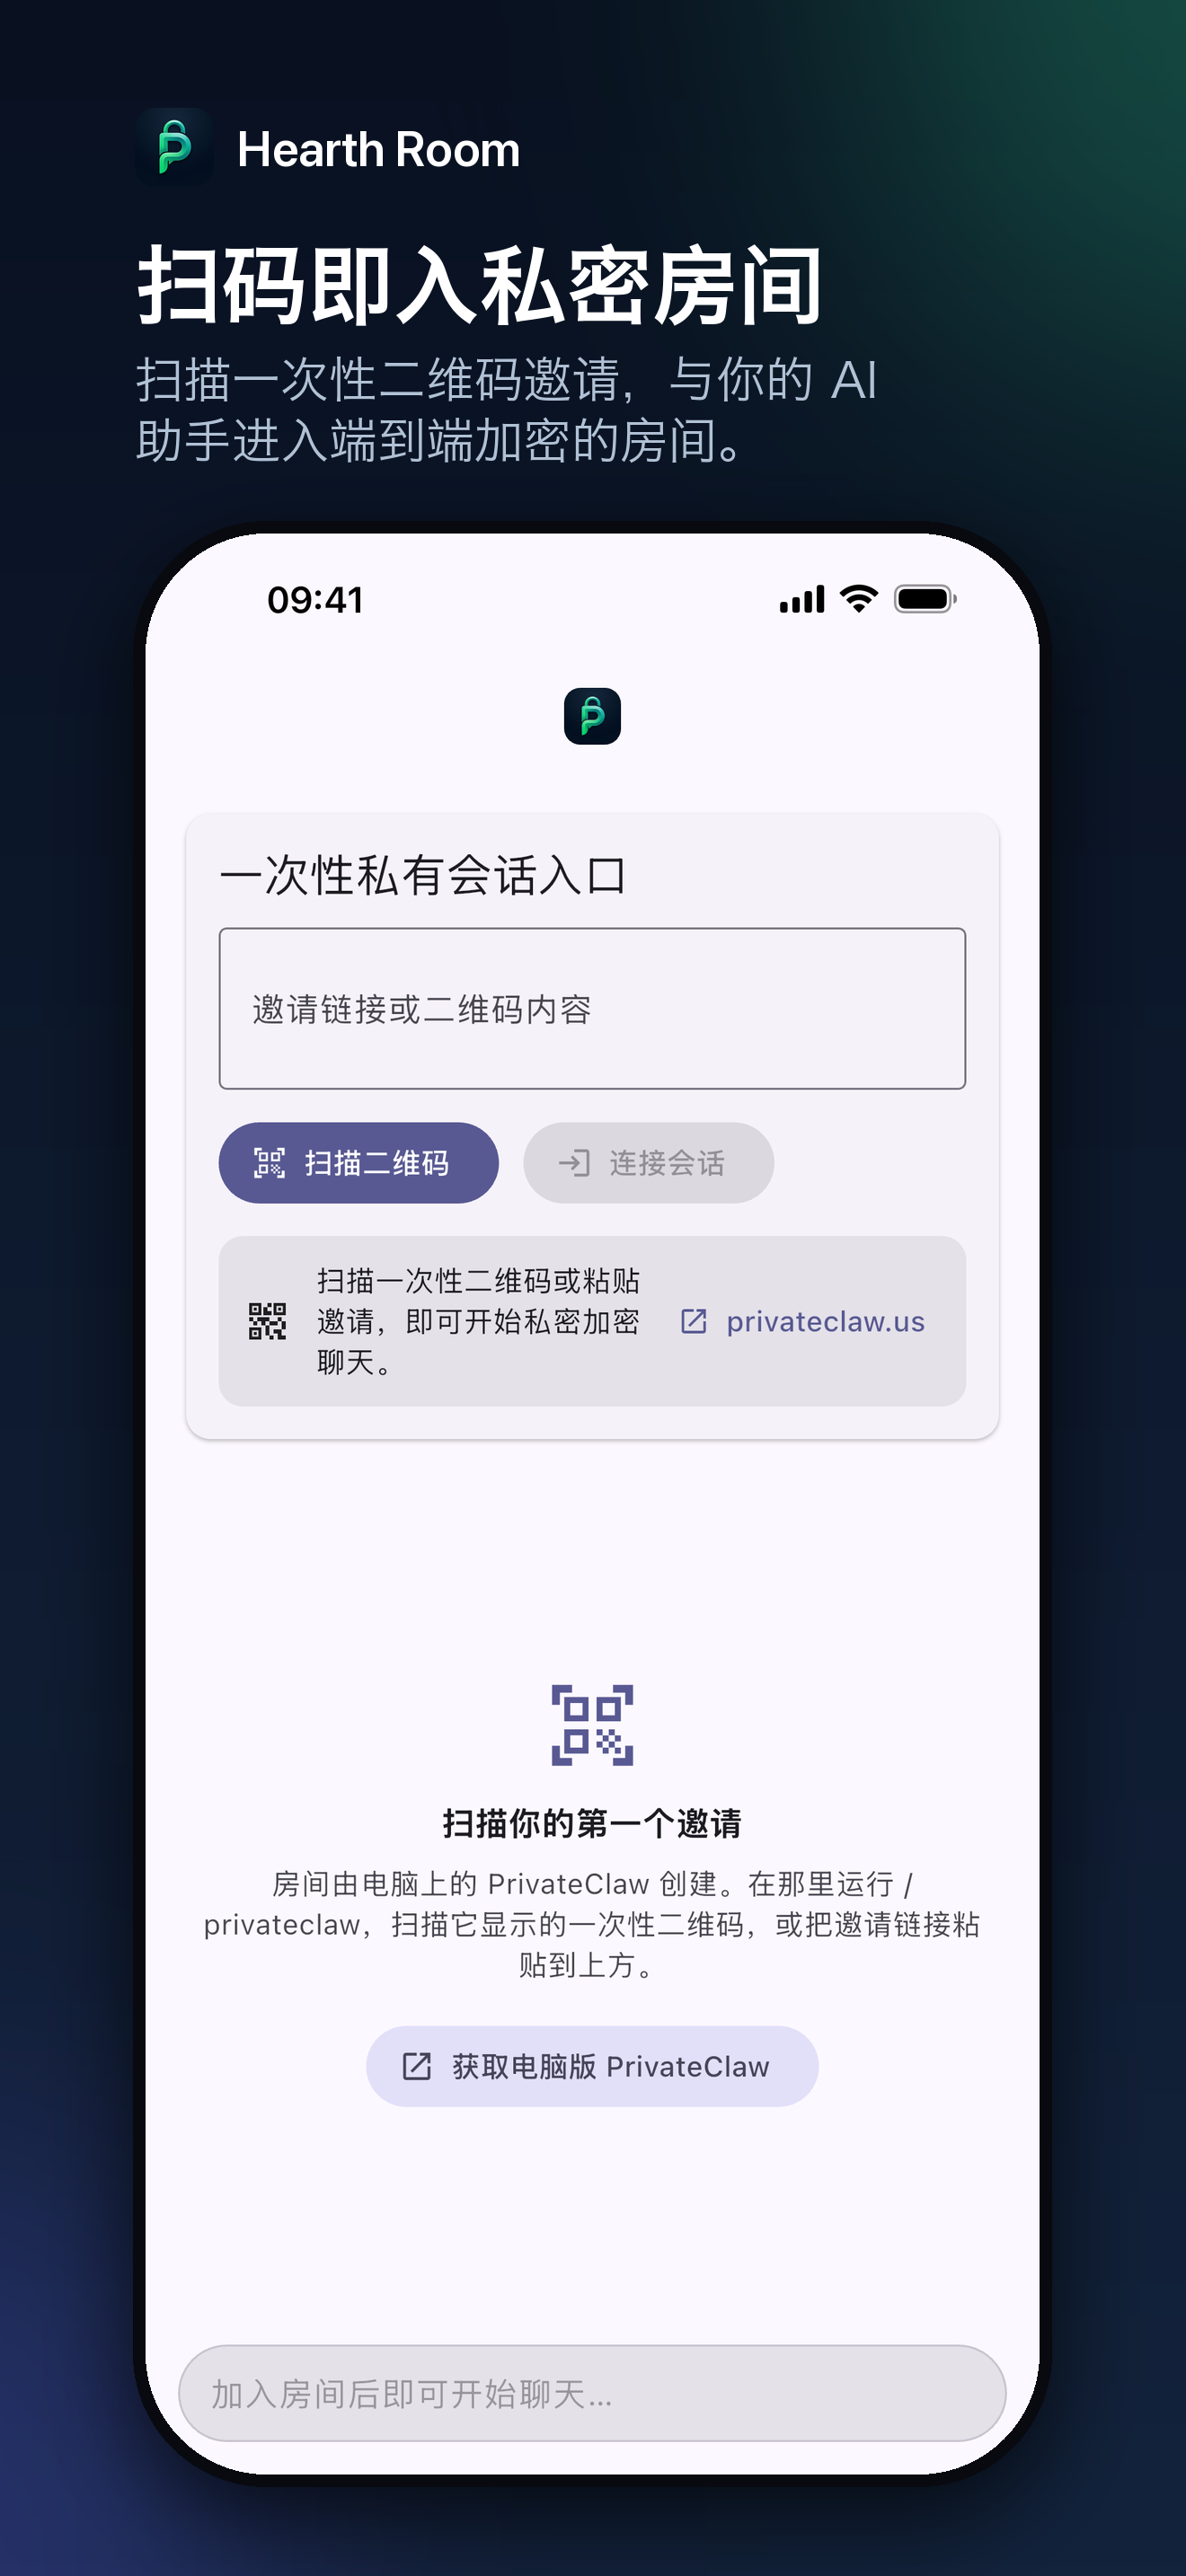 Hearth Room
扫码即入私密房间
扫描一次性二维码邀请，与你的 AI
助手进入端到端加密的房间。
09:41
一次性私有会话入口
邀请链接或二维码内容
扫描二维码
连接会话
扫描一次性二维码或粘贴
邀请，即可开始私密加密
聊天。
privateclaw.us
扫描你的第一个邀请
房间由电脑上的 PrivateClaw 创建。在那里运行 /
privateclaw，扫描它显示的一次性二维码，或把邀请链接粘
贴到上方。
获取电脑版 PrivateClaw
加入房间后即可开始聊天...